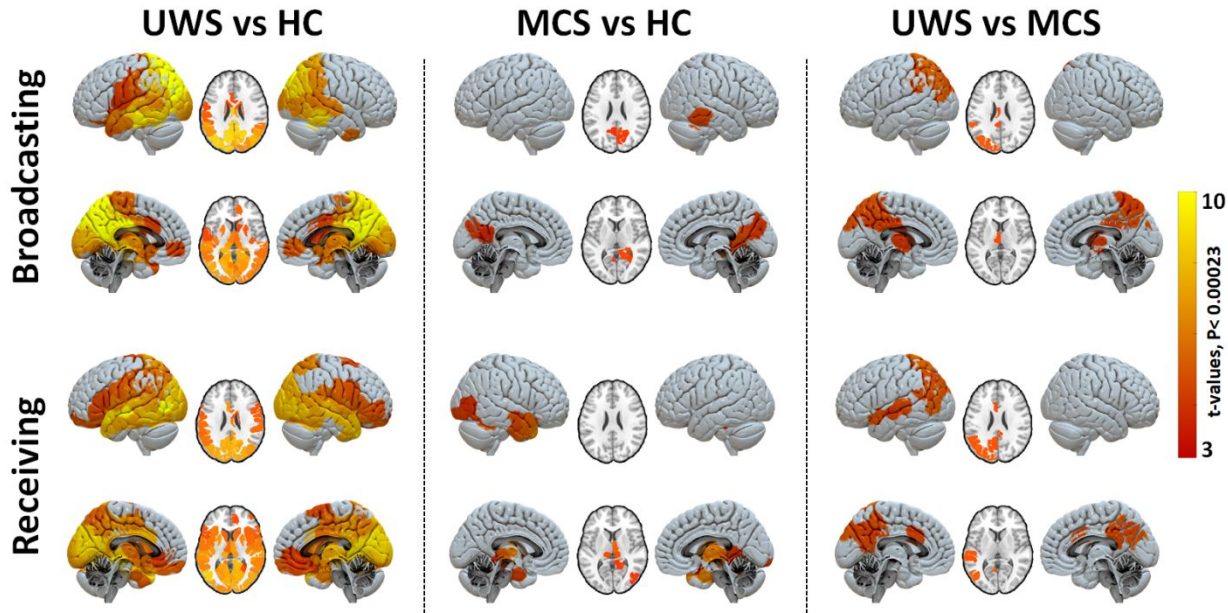 UWS vs HC
MCS vs HC
UWS vs MCS
Broadcasting
Receiving
10
t-values, P< 0.00023
3